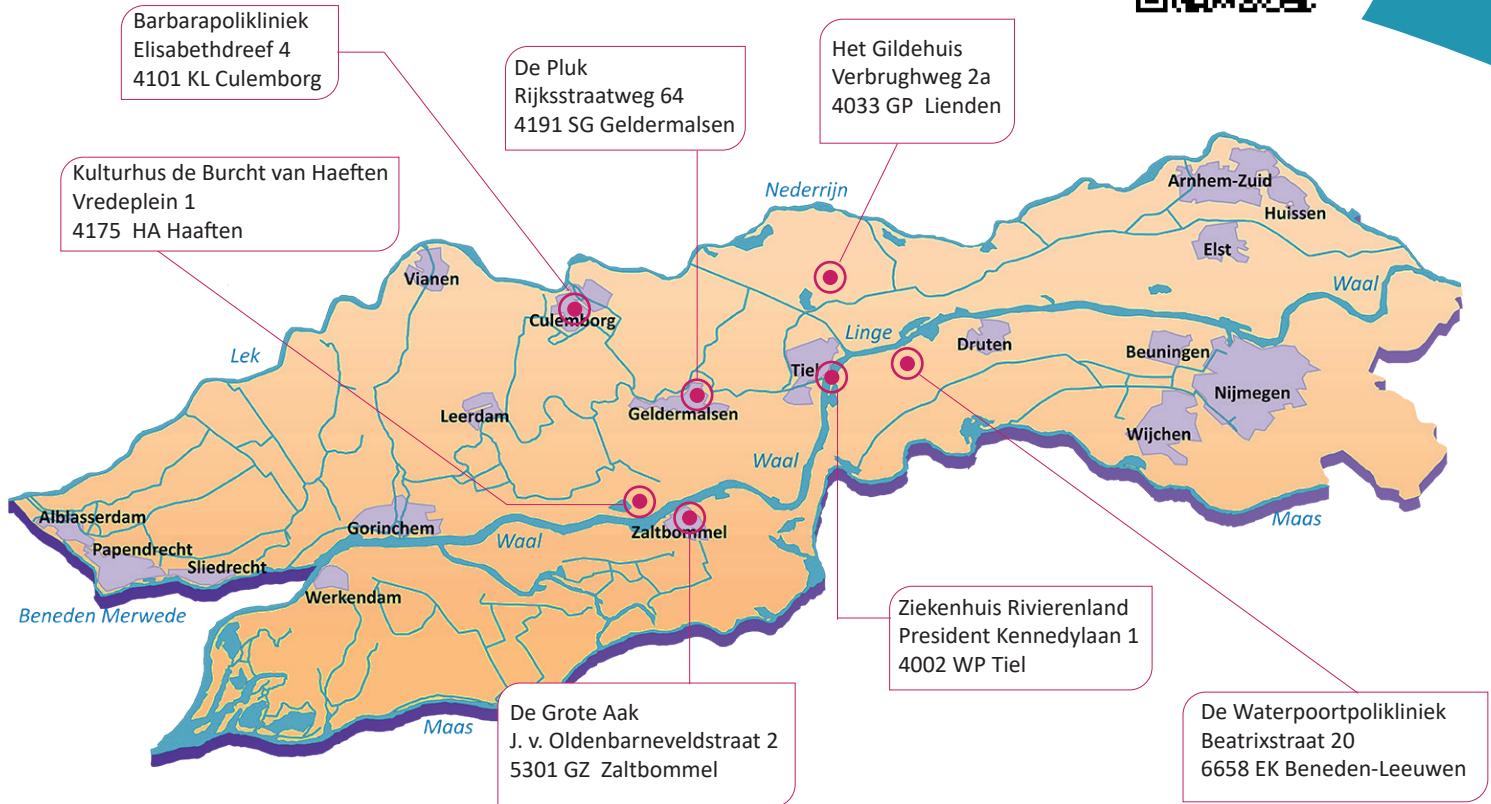 Barbarapolikliniek
Elisabethdreef 4
4101 KL Culemborg
De Pluk
Rijksstraatweg 64
4191 SG Geldermalsen
Het Gildehuis
Verbrughweg 2a
4033 GP Lienden
Kulturhus de Burcht van Haeften
Vredeplein 1
4175 HA Haaften
Nederrijn
Arnhem-Zuid
Huissen
Elst
Vianen
Culemborg
Waal
Lek
Linge
Druten
Beuningen
Tiel
Nijmegen
Leerdam
Geldermalsen
Wijchen
Waal
Maas
Alblasserdam
Gorinchem
Waal
Zaltbommel
Papendrecht
Sliedrecht
Werkendam
Beneden Merwede
Maas
Ziekenhuis Rivierenland
President Kennedylaan 1
4002 WP Tiel
De Grote Aak
J. v. Oldenbarneveldstraat 2
5301 GZ Zaltbommel
De Waterpoortpolikliniek
Beatrixstraat 20
6658 EK Beneden-Leeuwen